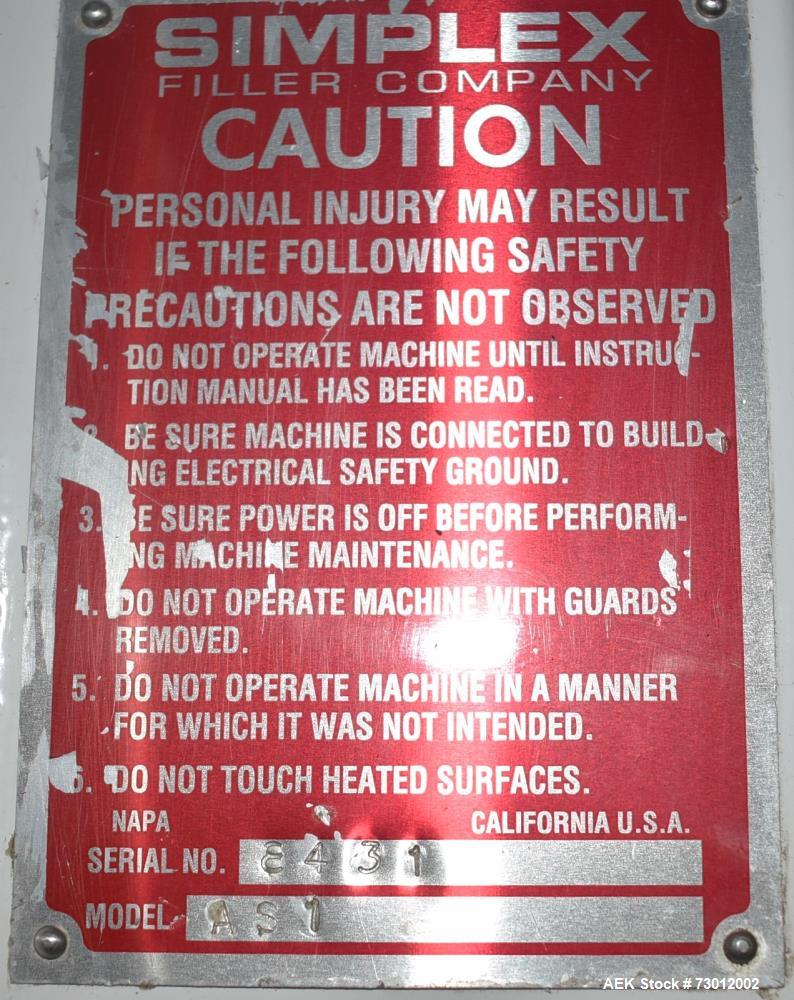 SIMPLEX
FILLER COMPANY
CAUTION
PERSONAL INJURY MAY RESULT
IF THE FOLLOWING SAFETY
PRECAUTIONS ARE NOT OBSERVED
1. DO NOT OPERATE MACHINE UNTIL INSTRUC-
TION MANUAL HAS BEEN READ.
2. BE SURE MACHINE IS CONNECTED TO BUILD-
ING ELECTRICAL SAFETY GROUND.
3. BE SURE POWER IS OFF BEFORE PERFORM-
ING MACHINE MAINTENANCE.
4. DO NOT OPERATE MACHINE WITH GUARDS
REMOVED.
5. DO NOT OPERATE MACHINE IN A MANNER
FOR WHICH IT WAS NOT INTENDED.
6. DO NOT TOUCH HEATED SURFACES.
NAPA CALIFORNIA U.S.A.
SERIAL NO. 8431
MODEL AS1
AEK Stock # 73012002